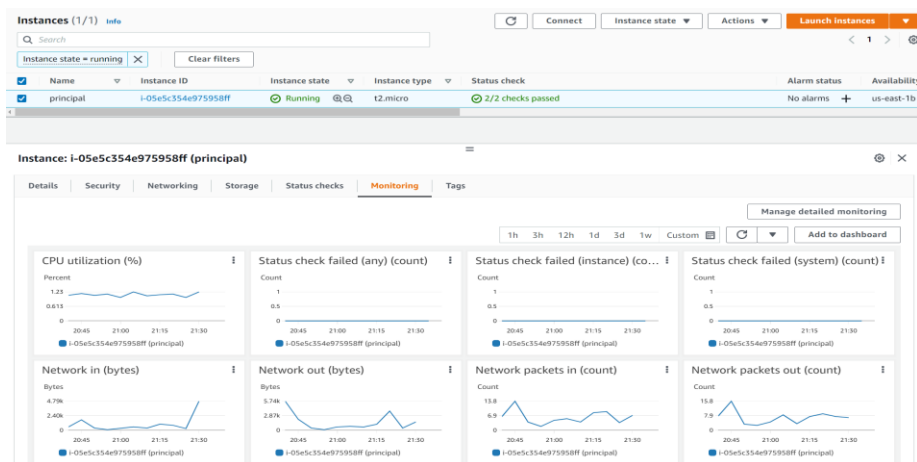 Instances (1/1) Info
Connect Instance state Actions Launch instances
Search
1
Instance state = running Clear filters
Name Instance ID Instance state Instance type Status check Alarm status Availability
principal i-05e5c354e975958ff Running t2.micro 2/2 checks passed No alarms + us-east-1b
Instance: i-05e5c354e975958ff (principal)
Details Security Networking Storage Status checks Monitoring Tags
Manage detailed monitoring
1h 3h 12h 1d 3d 1w Custom Add to dashboard
CPU utilization (%) Status check failed (any) (count) Status check failed (instance) (co... Status check failed (system) (count)
Percent Count Count Count
1.23 1 1 1
0.613 0.5 0.5 0.5
0 0 0 0
20:45 21:00 21:15 21:30 20:45 21:00 21:15 21:30 20:45 21:00 21:15 21:30 20:45 21:00 21:15 21:30
i-05e5c354e975958ff (principal) i-05e5c354e975958ff (principal) i-05e5c354e975958ff (principal) i-05e5c354e975958ff (principal)
Network in (bytes) Network out (bytes) Network packets in (count) Network packets out (count)
Bytes Bytes Count Count
4.79k 5.74k 13.8 15.8
2.40k 2.87k 6.9 7.9
0 0 0 0
20:45 21:00 21:15 21:30 20:45 21:00 21:15 21:30 20:45 21:00 21:15 21:30 20:45 21:00 21:15 21:30
i-05e5c354e975958ff (principal) i-05e5c354e975958ff (principal) i-05e5c354e975958ff (principal) i-05e5c354e975958ff (principal)